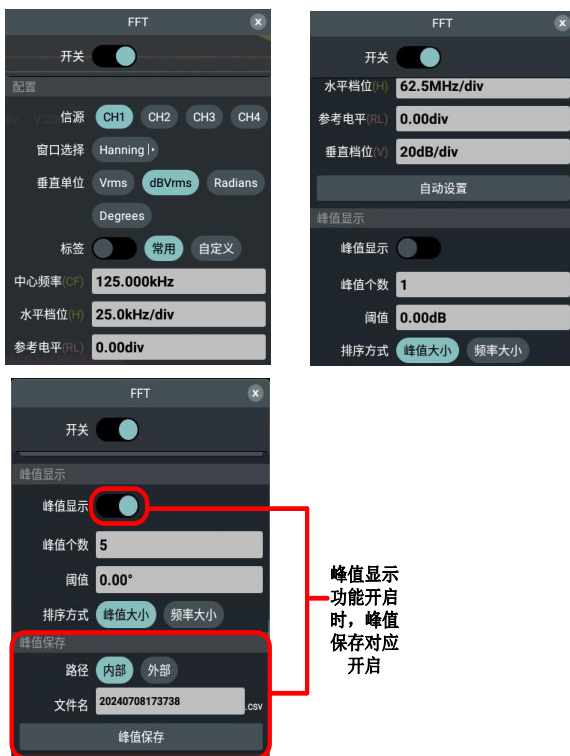 FFT
x
开关
配置
信源 CH1 CH2 CH3 CH4
窗口选择 Hanning
垂直单位 Vrms dBVrms Radians
Degrees
标签 常用 自定义
中心频率(CF) 125.000kHz
水平档位(H) 25.0kHz/div
参考电平(RL) 0.00div
FFT
x
开关
水平档位(H) 62.5MHz/div
参考电平(RL) 0.00div
垂直档位(V) 20dB/div
自动设置
峰值显示
峰值显示
峰值个数 1
阈值 0.00dB
排序方式 峰值大小 频率大小
FFT
x
开关
峰值显示
峰值显示
峰值个数 5
阈值 0.00°
排序方式 峰值大小 频率大小
峰值保存
路径 内部 外部
文件名 20240708173738 .csv
峰值保存
峰值显示
功能开启
时，峰值
保存对应
开启